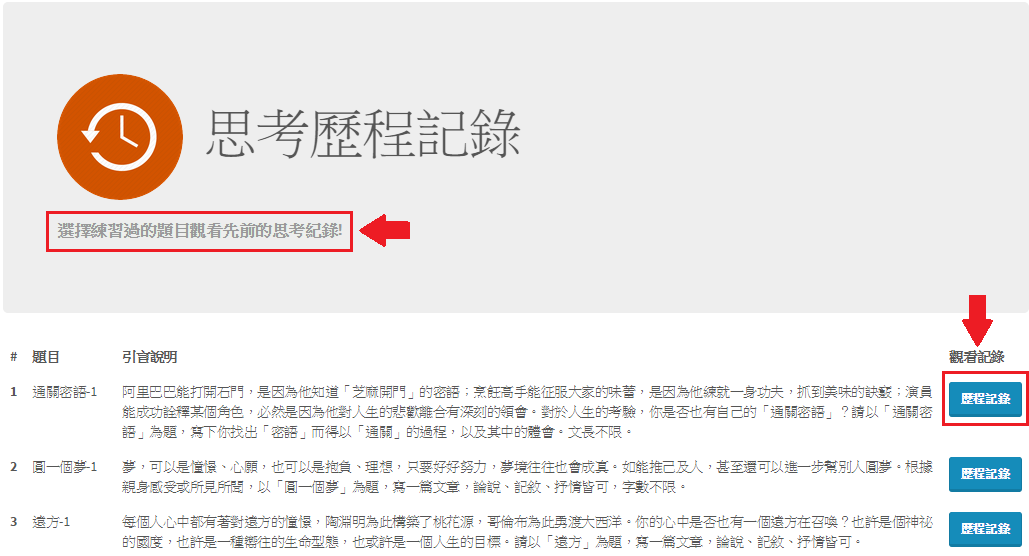 思考歷程記錄
選擇練習過的題目觀看先前的思考紀錄!
# 題目 引言說明 觀看記錄
1 通關密語-1 阿里巴巴能打開石門，是因為他知道「芝麻開門」的密語；烹飪高手能征服大家的味蕾，是因為他練就一身功夫，抓到美味的訣竅；演員 歷程記錄
能成功詮釋某個角色，必然是因為他對人生的悲歡離合有深刻的領會。對於人生的考驗，你是否也有自己的「通關密語」？請以「通關密
語」為題，寫下你找出「密語」而得以「通關」的過程，以及其中的體會。文長不限。
2 圓一個夢-1 夢，可以是憧憬、心願，也可以是抱負、理想，只要好好努力，夢境往往也會成真。如能推己及人，甚至還可以進一步幫別人圓夢。根據 歷程記錄
親身感受或所見所聞，以「圓一個夢」為題，寫一篇文章，論說、記敘、抒情皆可，字數不限。
3 遠方-1 每個人心中都有著對遠方的憧憬，陶淵明為此構築了桃花源，哥倫布為此勇渡大西洋。你的心中是否也有一個遠方在召喚？也許是個神祕 歷程記錄
的國度，也許是一種嚮往的生命型態，也或許是一個人生的目標。請以「遠方」為題，寫一篇文章，論說、記敘、抒情皆可。